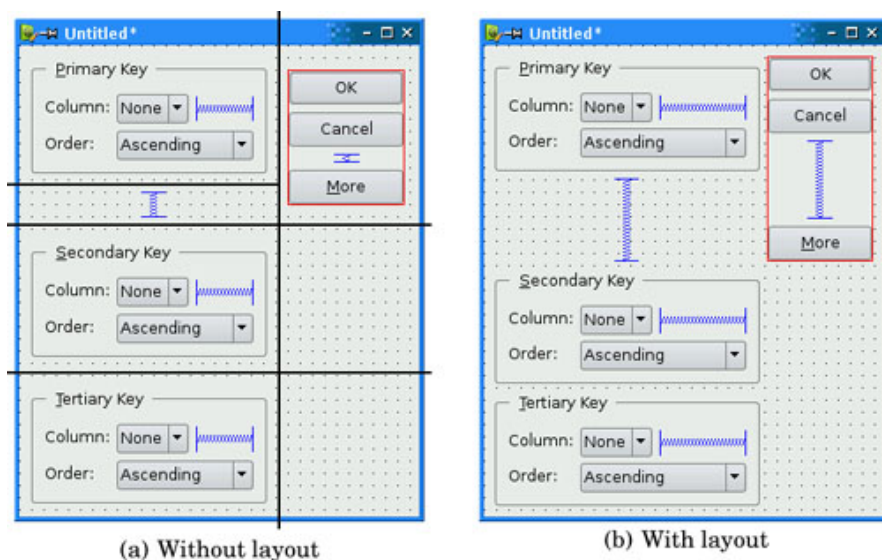 Untitled*
Primary Key
Column: None
Order: Ascending
OK
Cancel
More
Secondary Key
Column: None
Order: Ascending
Tertiary Key
Column: None
Order: Ascending
(a) Without layout
Untitled*
Primary Key
Column: None
Order: Ascending
OK
Cancel
More
Secondary Key
Column: None
Order: Ascending
Tertiary Key
Column: None
Order: Ascending
(b) With layout